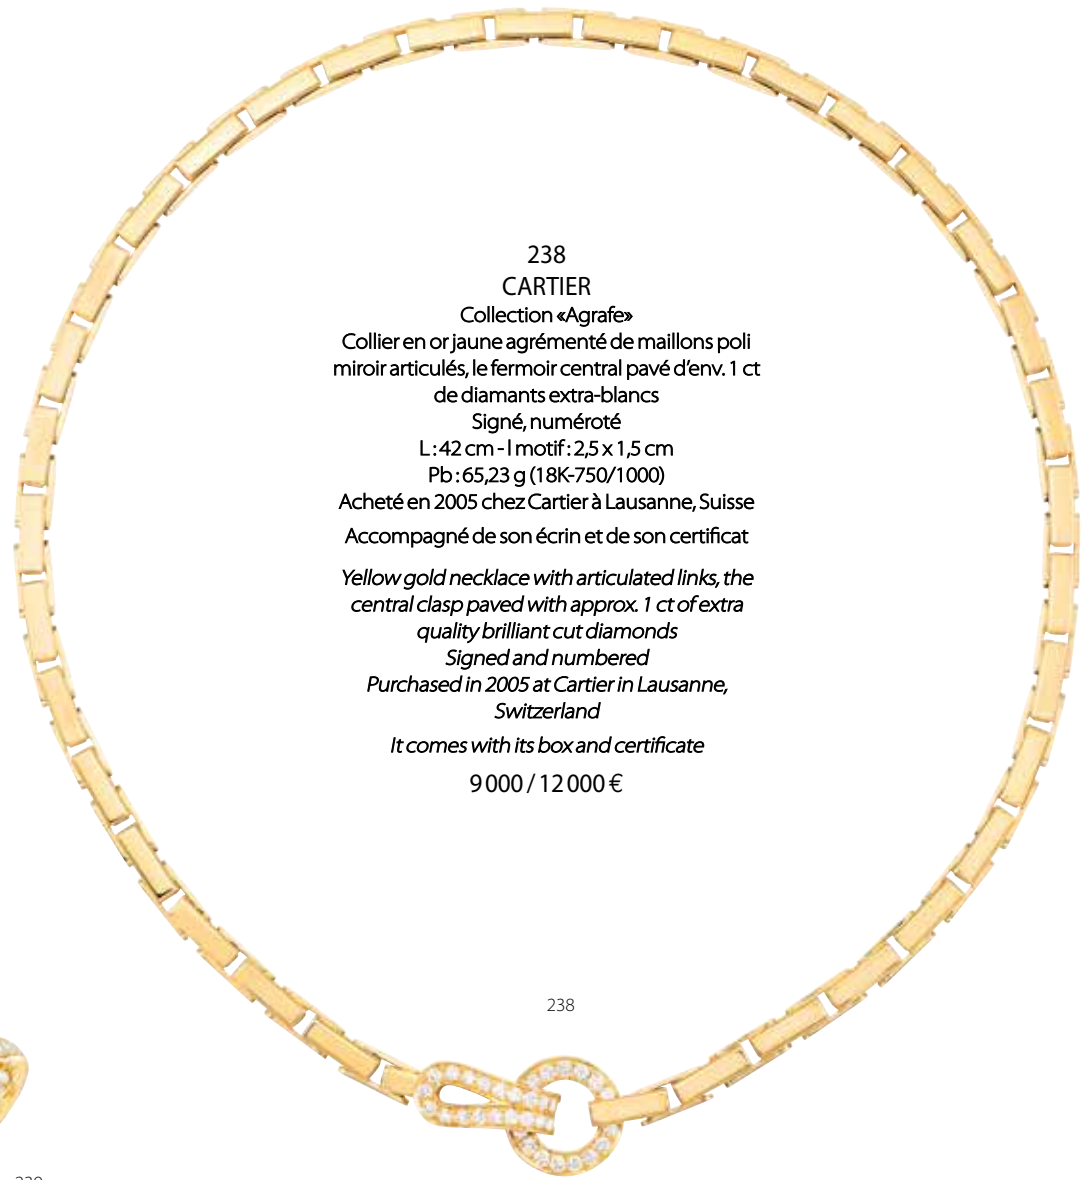 238
CARTIER
Collection «Agrafe»
Collier en or jaune agrémenté de maillons poli
miroir articulés, le fermoir central pavé d’env. 1 ct
de diamants extra-blancs
Signé, numéroté
L : 42 cm - l motif : 2,5 x 1,5 cm
Pb : 65,23 g (18K-750/1000)
Acheté en 2005 chez Cartier à Lausanne, Suisse
Accompagné de son écrin et de son certificat
Yellow gold necklace with articulated links, the
central clasp paved with approx. 1 ct of extra
quality brilliant cut diamonds
Signed and numbered
Purchased in 2005 at Cartier in Lausanne,
Switzerland
It comes with its box and certificate
9 000 / 12 000 €
238